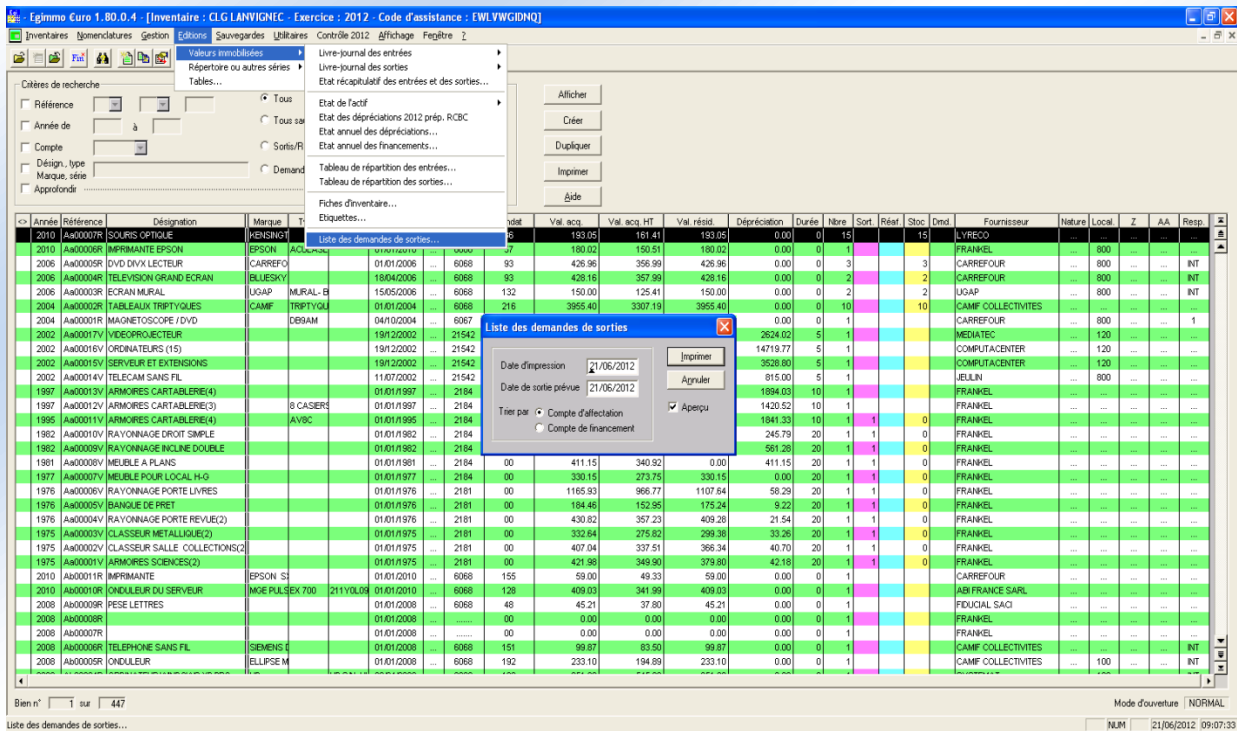 - Egimmo €uro 1.80.0.4 - [Inventaire : CLG LANVIGNEC - Exercice : 2012 - Code d'assistance : EWLVWGIDNQ]
Inventaires Nomenclatures Gestion Editions Sauvegardes Utilitaires Contrôle 2012 Affichage Fenêtre ?
Valeurs immobilisées
Répertoire ou autres séries
Tables...
Livre-journal des entrées
Livre-journal des sorties
Etat récapitulatif des entrées et des sorties...
Etat de l'actif
Etat des dépréciations 2012 prép. RCBC
Etat annuel des dépréciations...
Etat annuel des financements...
Tableau de répartition des entrées...
Tableau de répartition des sorties...
Fiches d'inventaire...
Etiquettes...
Liste des demandes de sorties...
Critères de recherche
Référence
Année de à
Compte
Désign., type
Marque, série
Approfondir
Tous
Tous sau
Sortis/R
Demand
Afficher
Créer
Dupliquer
Imprimer
Aide
<> Année Référence Désignation Marque ndat Val. acq. Val. acq. HT Val. résid. Dépréciation Durée Nbre Sort. Réaf. Stoc Dmd. Fournisseur Nature Local. Z AA Resp.
2010 Aa00007R SOURIS OPTIQUE KENSINGT 193.05 161.41 193.05 0.00 0 15 15 LYRECO ... ... ... ... ...
2010 Aa00006R IMPRIMANTE EPSON EPSON 180.02 150.51 180.02 0.00 0 1 FRANKEL ... 800 ... ... ...
2006 Aa00005R DVD DIVX LECTEUR CARREFO 01/01/2006 ... 6068 93 426.96 356.99 426.96 0.00 0 3 3 CARREFOUR ... 800 ... ... INT
2006 Aa00004R TELEVISION GRAND ECRAN BLUESKY 18/04/2006 ... 6068 93 428.16 357.99 428.16 0.00 0 2 2 CARREFOUR ... 800 ... ... INT
2006 Aa00003R ECRAN MURAL UGAP MURAL- B 15/05/2006 ... 6068 132 150.00 125.41 150.00 0.00 0 2 2 UGAP ... 800 ... ... INT
2004 Aa00002R TABLEAUX TRIPTYQUES CAMIF TRIPTYQU 01/01/2004 ... 6068 216 3955.40 3307.19 3955.40 0.00 0 10 10 CAMIF COLLECTIVITES ... ... ... ... ...
2004 Aa00001R MAGNETOSCOPE / DVD DB9AM 04/10/2004 ... 6067 0.00 0 1 CARREFOUR ... 800 ... ... 1
2002 Aa00017V VIDEOPROJECTEUR 19/12/2002 ... 21542 2624.02 5 1 MEDIATEC ... 120 ... ... ...
2002 Aa00016V ORDINATEURS (15) 19/12/2002 ... 21542 14719.77 5 1 COMPUTACENTER ... 120 ... ... ...
2002 Aa00015V SERVEUR ET EXTENSIONS 19/12/2002 ... 21542 3528.80 5 1 COMPUTACENTER ... 120 ... ... ...
2002 Aa00014V TELECAM SANS FIL 11/07/2002 ... 21542 815.00 5 1 JEULIN ... 800 ... ... ...
1997 Aa00013V ARMOIRES CARTABLERIE(4) 01/01/1997 ... 2184 1894.03 10 1 FRANKEL ... ... ... ... ...
1997 Aa00012V ARMOIRES CARTABLERIE(3) 8 CASIERS 01/01/1997 ... 2184 1420.52 10 1 FRANKEL ... ... ... ... ...
1995 Aa00011V ARMOIRES CARTABLERIE(4) AV8C 01/01/1995 ... 2184 1841.33 10 1 1 0 FRANKEL ... ... ... ... ...
1982 Aa00010V RAYONNAGE DROIT SIMPLE 01/01/1982 ... 2184 245.79 20 1 1 0 FRANKEL ... ... ... ... ...
1982 Aa00009V RAYONNAGE INCLINE DOUBLE 01/01/1982 ... 2184 561.28 20 1 1 0 FRANKEL ... ... ... ... ...
1981 Aa00008V MEUBLE A PLANS 01/01/1981 ... 2184 00 411.15 340.92 0.00 411.15 20 1 1 0 FRANKEL ... ... ... ... ...
1977 Aa00007V MEUBLE POUR LOCAL H-G 01/01/1977 ... 2184 00 330.15 273.75 330.15 0.00 20 1 1 0 FRANKEL ... ... ... ... ...
1976 Aa00006V RAYONNAGE PORTE LIVRES 01/01/1976 ... 2181 00 1165.93 966.77 1107.64 58.29 20 1 1 0 FRANKEL ... ... ... ... ...
1976 Aa00005V BANQUE DE PRET 01/01/1976 ... 2181 00 184.46 152.95 175.24 9.22 20 1 1 0 FRANKEL ... ... ... ... ...
1976 Aa00004V RAYONNAGE PORTE REVUE(2) 01/01/1976 ... 2181 00 430.82 357.23 409.28 21.54 20 1 1 0 FRANKEL ... ... ... ... ...
1975 Aa00003V CLASSEUR METALLIQUE(2) 01/01/1975 ... 2181 00 332.64 275.82 299.38 33.26 20 1 1 0 FRANKEL ... ... ... ... ...
1975 Aa00002V CLASSEUR SALLE COLLECTIONS(2 01/01/1975 ... 2181 00 407.04 337.51 366.34 40.70 20 1 1 0 FRANKEL ... ... ... ... ...
1975 Aa00001V ARMOIRES SCIENCES(2) 01/01/1975 ... 2181 00 421.98 349.90 379.80 42.18 20 1 1 0 FRANKEL ... ... ... ... ...
2010 Ab00011R IMPRIMANTE EPSON 01/01/2010 ... 6068 155 59.00 49.33 59.00 0.00 0 1 CARREFOUR ... ... ... ... ...
2010 Ab00010R ONDULEUR DU SERVEUR MGE PULS EX 700 211Y0L09 01/01/2010 ... 6068 128 409.03 341.99 409.03 0.00 0 1 ABI FRANCE SARL ... ... ... ... ...
2008 Ab00009R PESE LETTRES 01/01/2008 ... 6068 48 45.21 37.80 45.21 0.00 0 1 FIDUCIAL SACI ... ... ... ... ...
2008 Ab00008R 01/01/2008 ... ...... 00 0.00 0.00 0.00 0.00 0 1 FRANKEL ... ... ... ... ...
2008 Ab00007R 01/01/2008 ... ...... 00 0.00 0.00 0.00 0.00 0 1 FRANKEL ... ... ... ... ...
2008 Ab00006R TELEPHONE SANS FIL SIEMENS 01/01/2008 ... 6068 151 99.87 83.50 99.87 0.00 0 1 CAMIF COLLECTIVITES ... ... ... ... INT
2008 Ab00005R ONDULEUR ELLIPSE M 01/01/2008 ... 6068 192 233.10 194.89 233.10 0.00 0 1 CAMIF COLLECTIVITES ... 100 ... ... INT
Liste des demandes de sorties
Date d'impression 21/06/2012
Date de sortie prévue 21/06/2012
Trier par Compte d'affectation
Compte de financement
Imprimer
Annuler
Aperçu
Bien n° 1 sur 447
Mode d'ouverture NORMAL
Liste des demandes de sorties...
NUM 21/06/2012 09:07:33